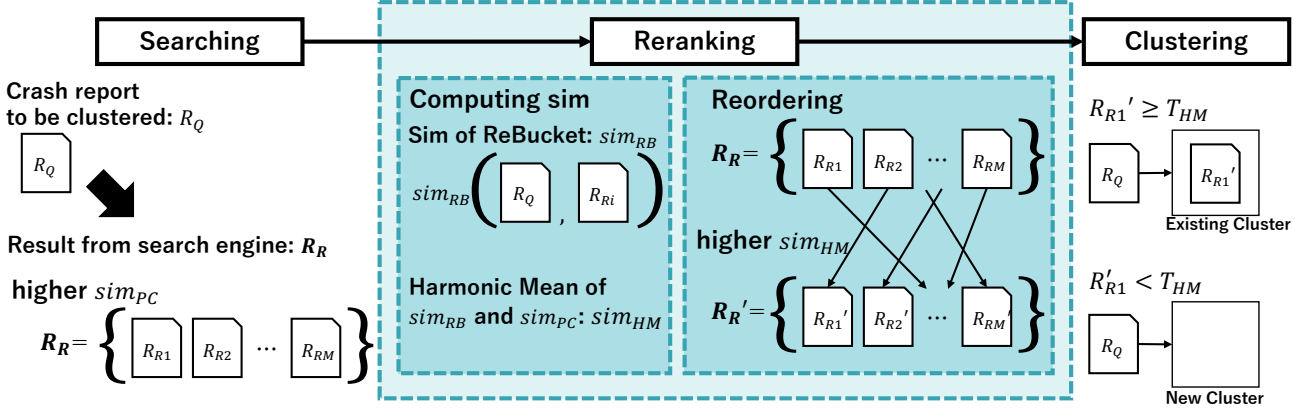 Searching
Reranking
Clustering
Crash report
to be clustered: R_Q
R_Q
Result from search engine: R_R
higher sim_PC
R_R= { R_R1 R_R2 ... R_RM }
Computing sim
Sim of ReBucket: sim_RB
sim_RB ( R_Q , R_Ri )
Harmonic Mean of
sim_RB and sim_PC: sim_HM
Reordering
R_R= { R_R1 R_R2 ... R_RM }
higher sim_HM
R_R'= { R_R1' R_R2' ... R_RM' }
R_R1' ≥ T_HM
R_Q R_R1'
Existing Cluster
R'_R1 < T_HM
R_Q
New Cluster